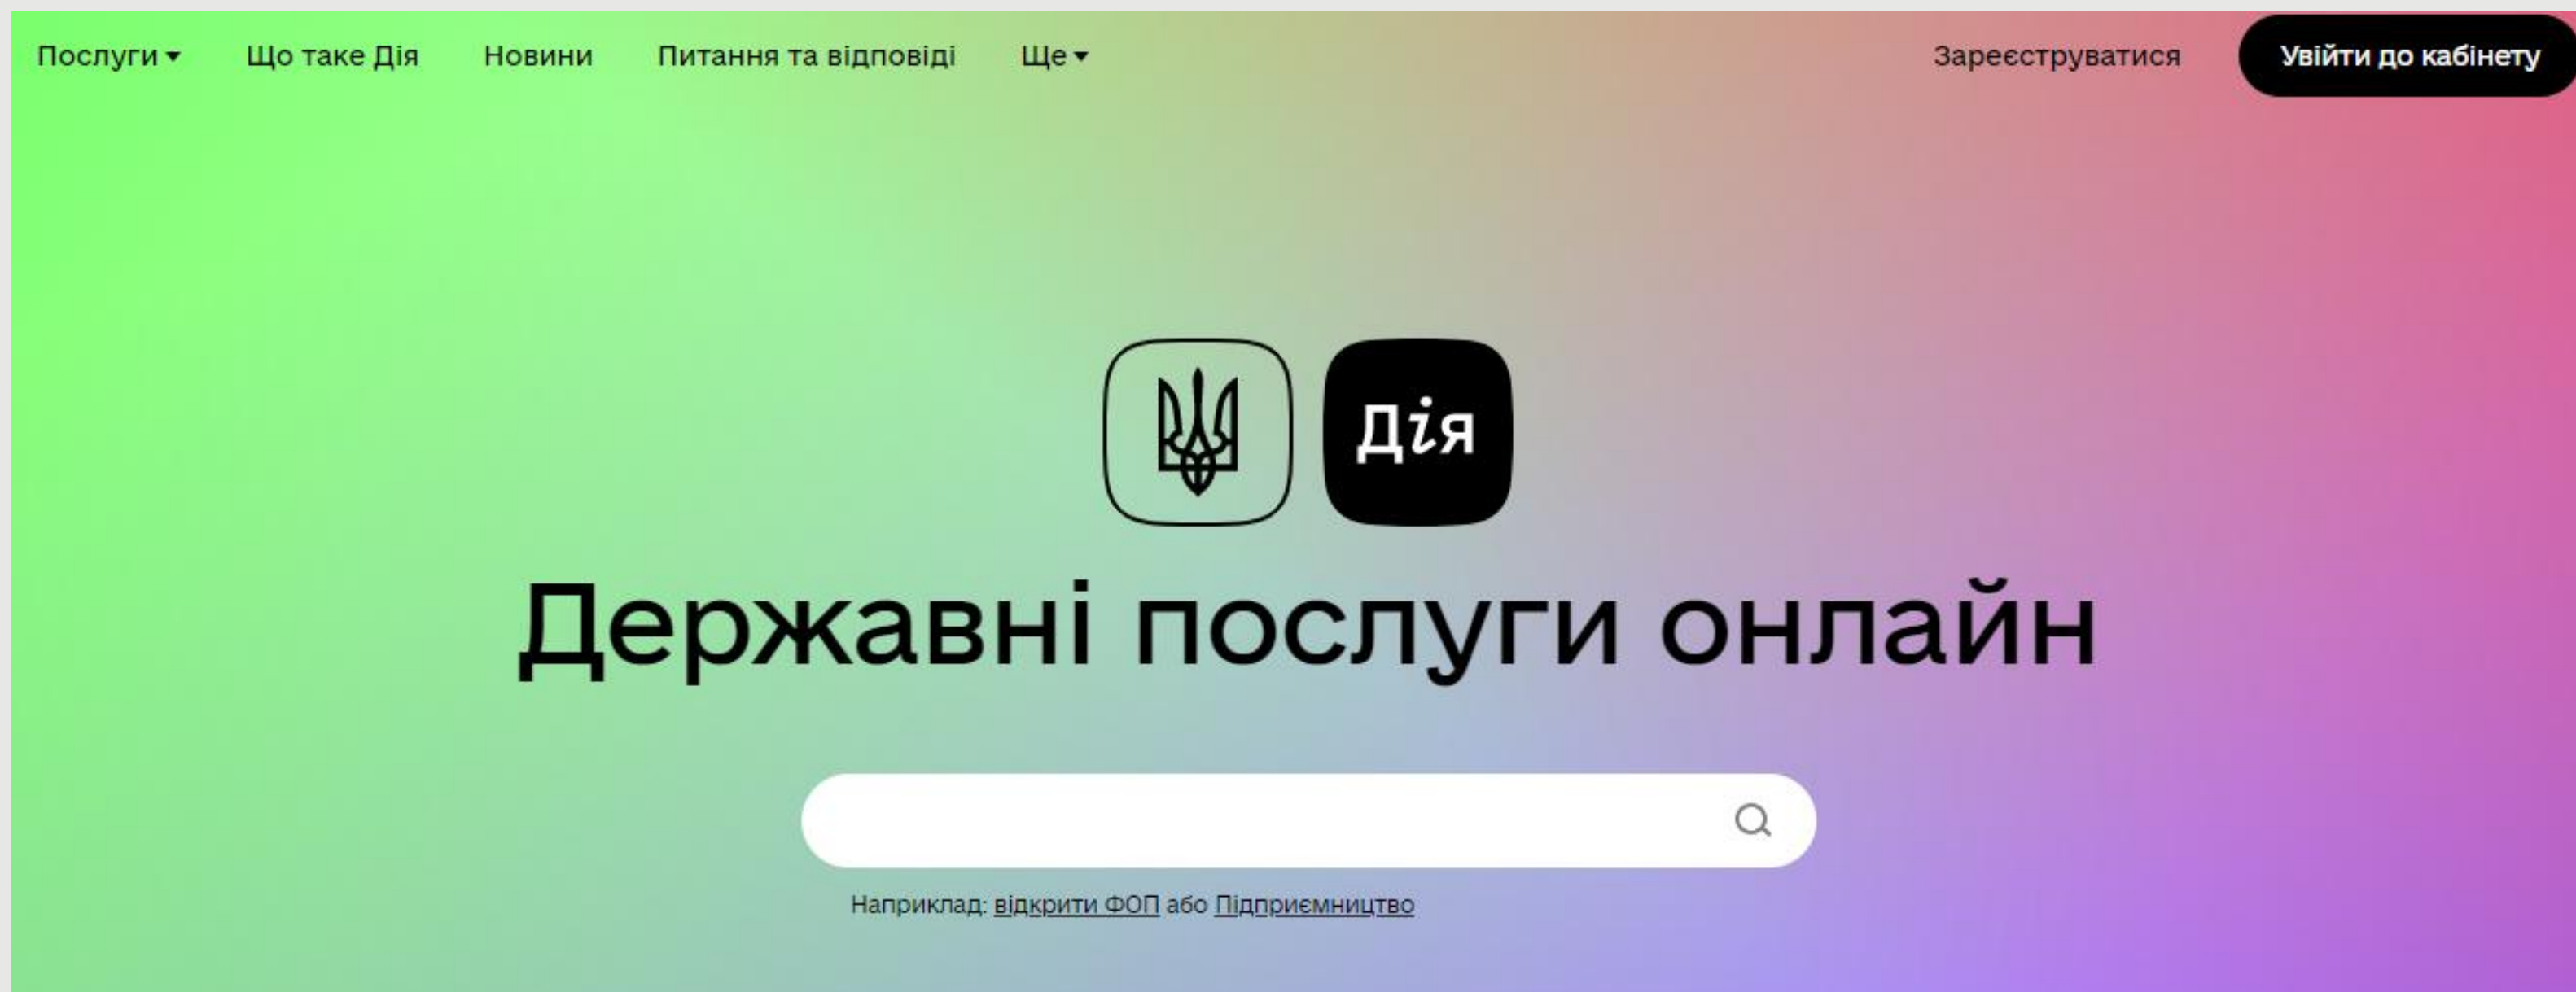 Послуги Що таке Дія Новини Питання та відповіді Ще Зареєструватися Увійти до кабінету
Дія
Державні послуги онлайн
Наприклад: відкрити ФОП або Підприємництво